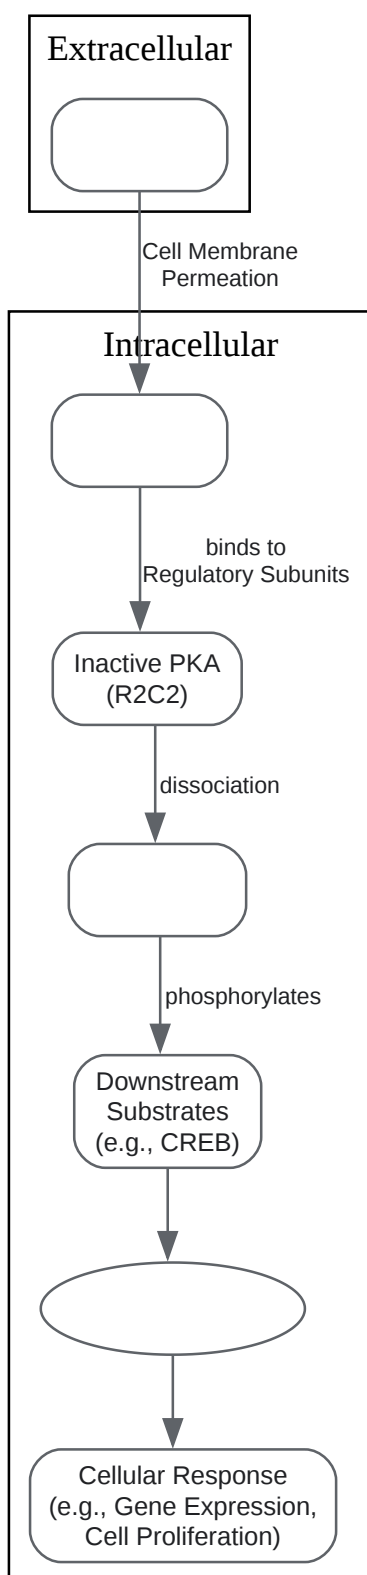 Extracellular
Cell Membrane
Permeation
Intracellular
binds to
Regulatory Subunits
Inactive PKA
(R2C2)
dissociation
phosphorylates
Downstream
Substrates
(e.g., CREB)
Cellular Response
(e.g., Gene Expression,
Cell Proliferation)